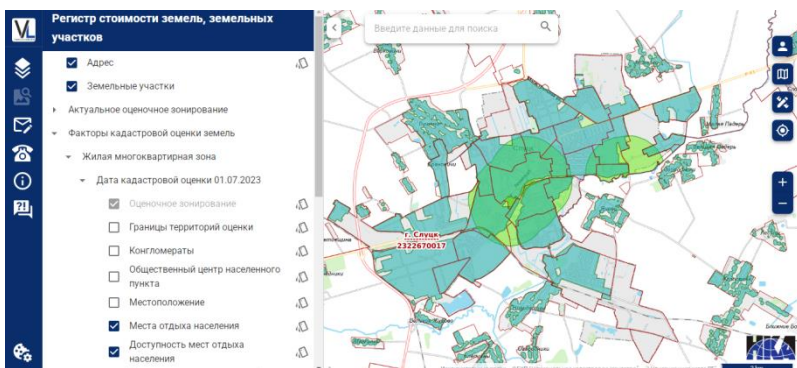 VL
Регистр стоимости земель, земельных
участков
Адрес
Земельные участки
Актуальное оценочное зонирование
Факторы кадастровой оценки земель
Жилая многоквартирная зона
Дата кадастровой оценки 01.07.2023
Оценочное зонирование
Границы территорий оценки
Конгломераты
Общественный центр населенного
пункта
Местоположение
Места отдыха населения
Доступность мест отдыха
населения
Введите данные для поиска
г. Слуцк
2322670017
НКА